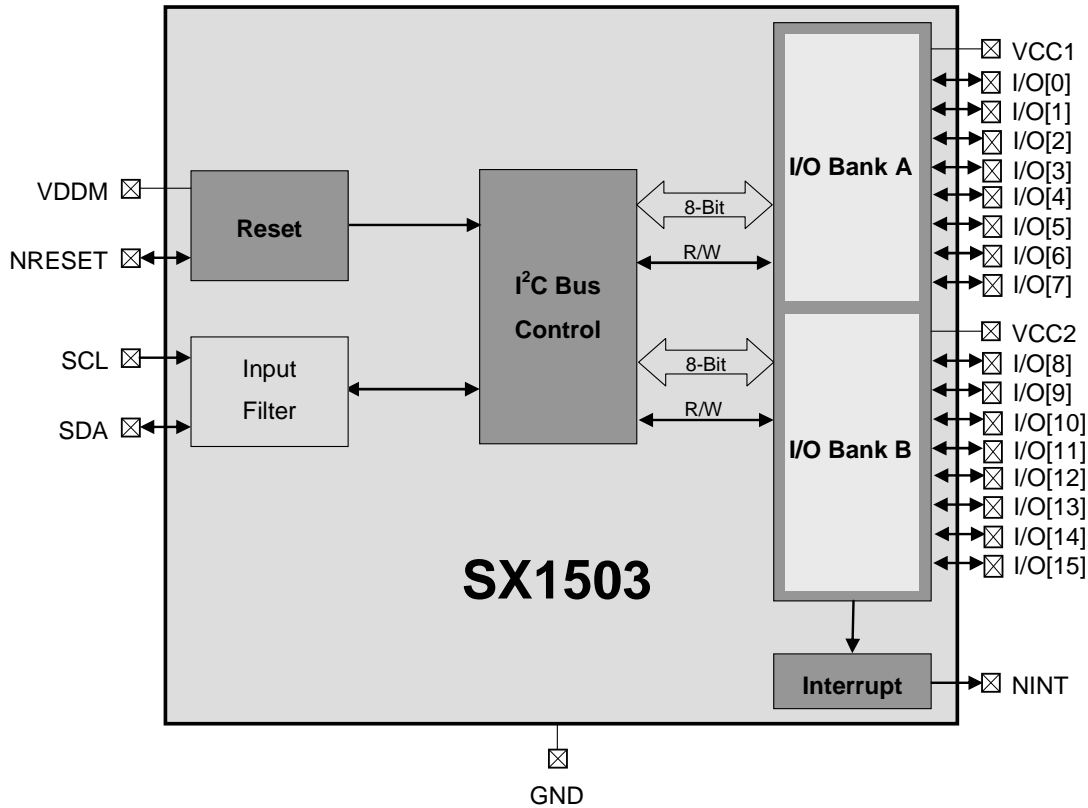 VDDM
NRESET
SCL
SDA
Reset
Input
Filter
I²C Bus
Control
8-Bit
R/W
8-Bit
R/W
I/O Bank A
I/O Bank B
VCC1
I/O[0]
I/O[1]
I/O[2]
I/O[3]
I/O[4]
I/O[5]
I/O[6]
I/O[7]
VCC2
I/O[8]
I/O[9]
I/O[10]
I/O[11]
I/O[12]
I/O[13]
I/O[14]
I/O[15]
SX1503
Interrupt
NINT
GND